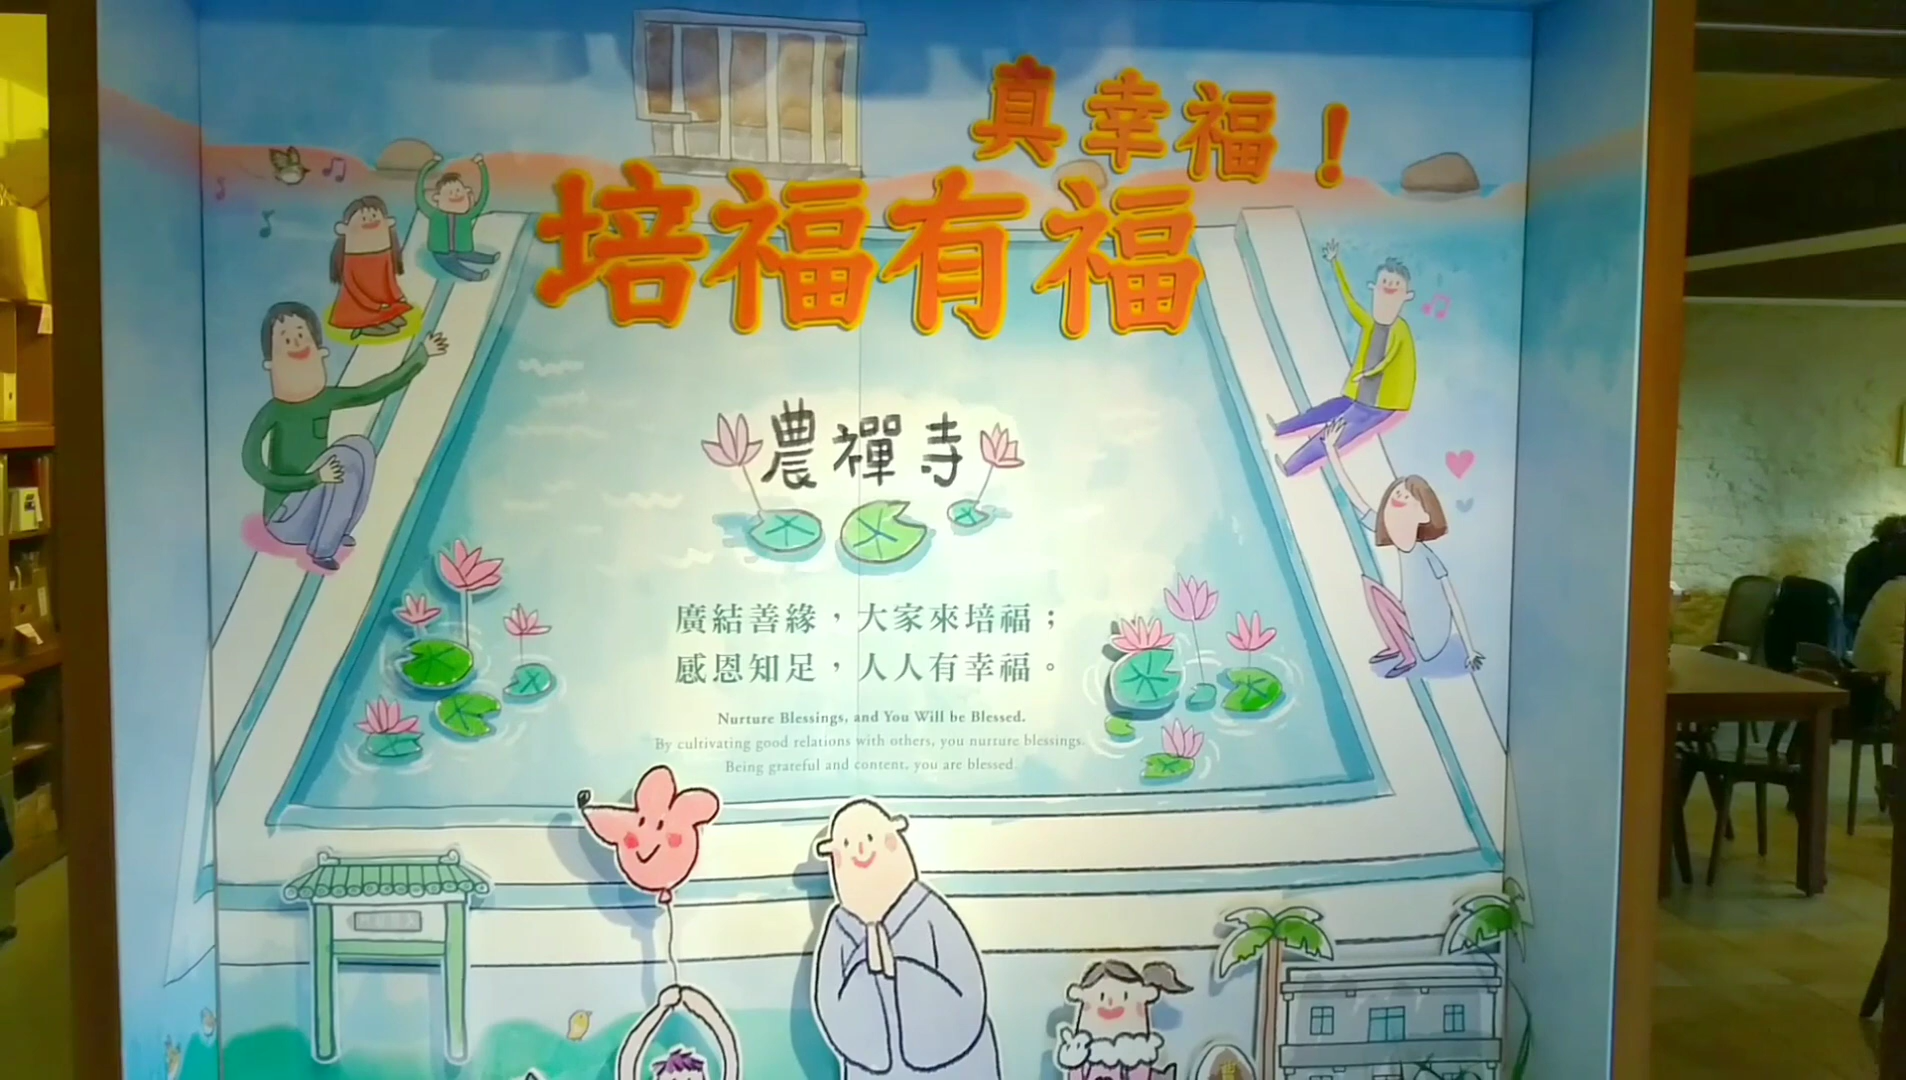 真幸福！
培福有福
農禪寺
廣結善緣，大家來培福；
感恩知足，人人有幸福。
Nurture Blessings, and You Will be Blessed.
By cultivating good relations with others, you nurture blessings.
Being grateful and content, you are blessed.